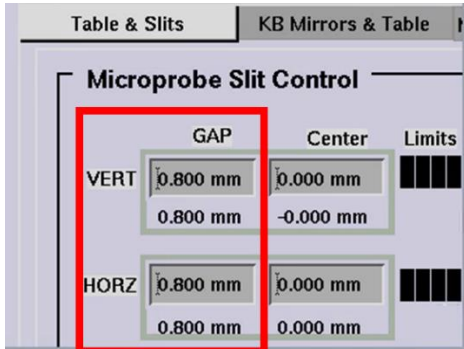 Table & Slits KB Mirrors & Table
Microprobe Slit Control
GAP Center Limits
VERT 0.800 mm 0.000 mm
0.800 mm -0.000 mm
HORZ 0.800 mm 0.000 mm
0.800 mm 0.000 mm